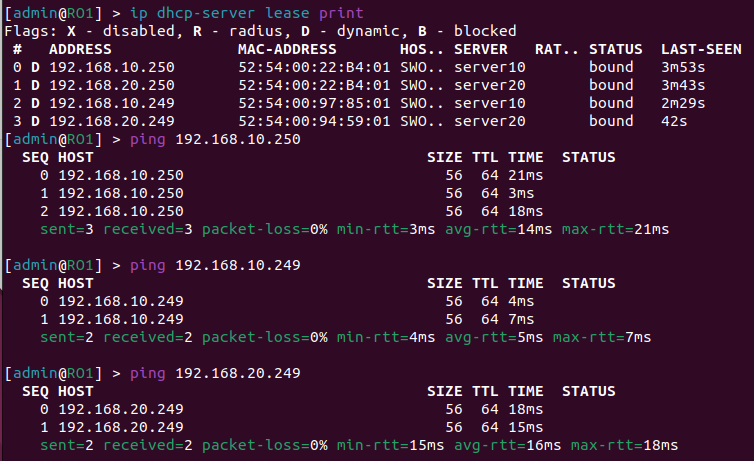 [admin@RO1] > ip dhcp-server lease print
Flags: X - disabled, R - radius, D - dynamic, B - blocked
# ADDRESS MAC-ADDRESS HOS.. SERVER RAT.. STATUS LAST-SEEN
0 D 192.168.10.250 52:54:00:22:B4:01 SWO.. server10 bound 3m53s
1 D 192.168.20.250 52:54:00:22:B4:01 SWO.. server20 bound 3m43s
2 D 192.168.10.249 52:54:00:97:85:01 SWO.. server10 bound 2m29s
3 D 192.168.20.249 52:54:00:94:59:01 SWO.. server20 bound 42s
[admin@RO1] > ping 192.168.10.250
SEQ HOST SIZE TTL TIME STATUS
0 192.168.10.250 56 64 21ms
1 192.168.10.250 56 64 3ms
2 192.168.10.250 56 64 18ms
sent=3 received=3 packet-loss=0% min-rtt=3ms avg-rtt=14ms max-rtt=21ms
[admin@RO1] > ping 192.168.10.249
SEQ HOST SIZE TTL TIME STATUS
0 192.168.10.249 56 64 4ms
1 192.168.10.249 56 64 7ms
sent=2 received=2 packet-loss=0% min-rtt=4ms avg-rtt=5ms max-rtt=7ms
[admin@RO1] > ping 192.168.20.249
SEQ HOST SIZE TTL TIME STATUS
0 192.168.20.249 56 64 18ms
1 192.168.20.249 56 64 15ms
sent=2 received=2 packet-loss=0% min-rtt=15ms avg-rtt=16ms max-rtt=18ms